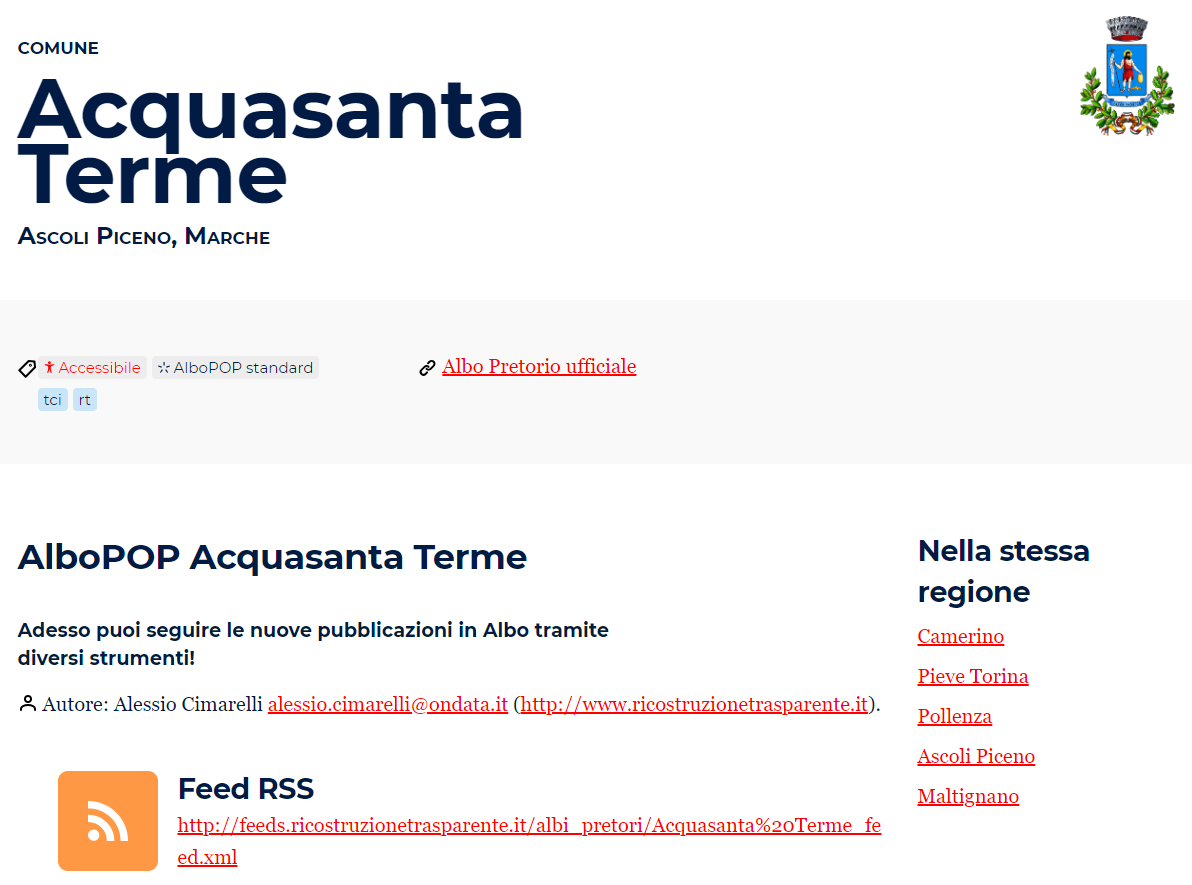 COMUNE
Acquasanta
Terme
Ascoli Piceno, Marche
Accessibile
AlboPOP standard
tci
rt
Albo Pretorio ufficiale
AlboPOP Acquasanta Terme
Adesso puoi seguire le nuove pubblicazioni in Albo tramite
diversi strumenti!
Autore: Alessio Cimarelli alessio.cimarelli@ondata.it (http://www.ricostruzionetrasparente.it).
Feed RSS
http://feeds.ricostruzionetrasparente.it/albi_pretori/Acquasanta%20Terme_fe
ed.xml
Nella stessa
regione
Camerino
Pieve Torina
Pollenza
Ascoli Piceno
Maltignano